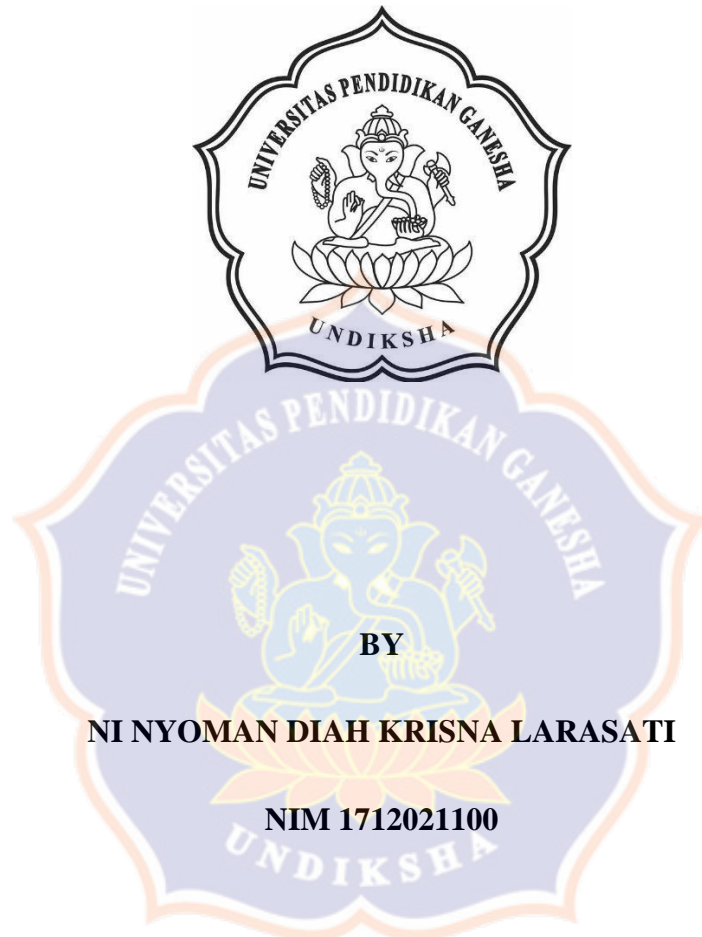 UNIVERSITAS PENDIDIKAN GANESHA
UNDIKSHA
UNIVERSITAS PENDIDIKAN GANESHA
BY
NI NYOMAN DIAH KRISNA LARASATI
NIM 1712021100
UNDIKSHA